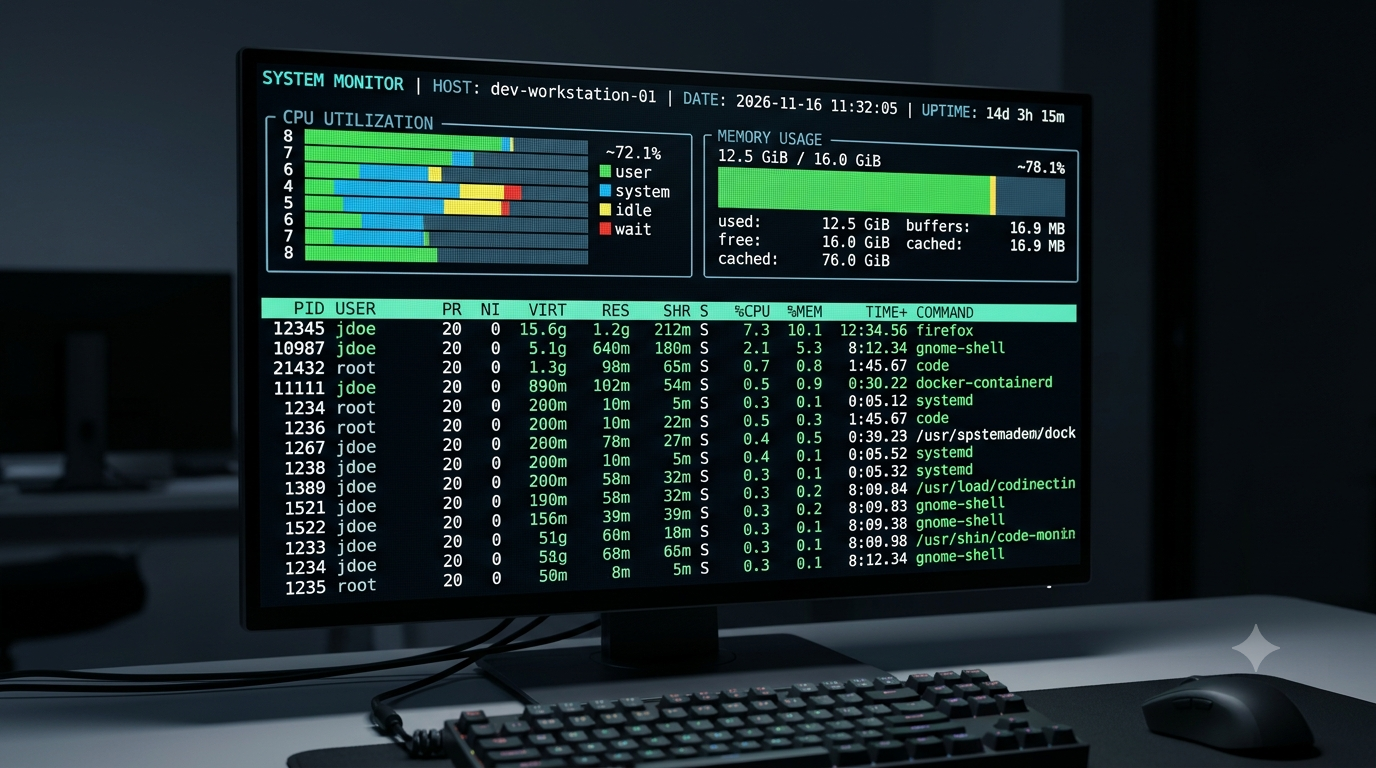 SYSTEM MONITOR | HOST: dev-workstation-01 | DATE: 2026-11-16 11:32:05 | UPTIME: 14d 3h 15m
CPU UTILIZATION
8
7
6
4
5
6
7
8
~72.1%
user
system
idle
wait
MEMORY USAGE
12.5 GiB / 16.0 GiB ~78.1%
used: 12.5 GiB buffers: 16.9 MB
free: 16.0 GiB cached: 16.9 MB
cached: 76.0 GiB
PID USER PR NI VIRT RES SHR S %CPU %MEM TIME+ COMMAND
12345 jdoe 20 0 15.6g 1.2g 212m S 7.3 10.1 12:34.56 firefox
10987 jdoe 20 0 5.1g 640m 180m S 2.1 5.3 8:12.34 gnome-shell
21432 root 20 0 1.3g 98m 65m S 0.7 0.8 1:45.67 code
11111 jdoe 20 0 890m 102m 54m S 0.5 0.9 0:30.22 docker-containerd
1234 root 20 0 200m 10m 5m S 0.3 0.1 0:05.12 systemd
1236 root 20 0 200m 10m 22m S 0.5 0.3 1:45.67 code
1267 jdoe 20 0 200m 78m 27m S 0.4 0.5 0:39.23 /usr/spstemadem/dock
1238 jdoe 20 0 200m 10m 5m S 0.4 0.1 0:05.52 systemd
1389 jdoe 20 0 200m 58m 32m S 0.3 0.1 0:05.32 systemd
1521 jdoe 20 0 190m 58m 32m S 0.3 0.2 8:09.84 /usr/load/codinectin
1522 jdoe 20 0 156m 39m 39m S 0.3 0.2 8:09.83 gnome-shell
1233 jdoe 20 0 51g 60m 18m S 0.3 0.1 8:09.38 gnome-shell
1234 jdoe 20 0 68m S 0.3 0.1 8:09.98 /usr/shin/code-monin
1235 root 20 0 50m 8m 5m S 0.3 0.1 8:12.34 gnome-shell